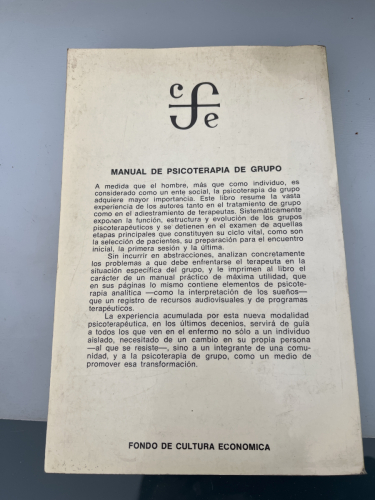 c f e
MANUAL DE PSICOTERAPIA DE GRUPO
A medida que el hombre, más que como individuo, es
considerado como un ente social, la psicoterapia de grupo
adquiere mayor importancia. Este libro resume la vasta
experiencia de los autores tanto en el tratamiento de grupo
como en el adiestramiento de terapeutas. Sistemáticamente
exponen la función, estructura y evolución de los grupos
psicoterapéuticos y se detienen en el examen de aquellas
etapas principales que constituyen su ciclo vital, como son
la selección de pacientes, su preparación para el encuentro
inicial, la primera sesión y la última.
Sin incurrir en abstracciones, analizan concretamente
los problemas a que debe enfrentarse el terapeuta en la
situación específica del grupo, y le imprimen al libro el
carácter de un manual práctico de máxima utilidad, que
en sus páginas lo mismo contiene elementos de psicote-
rapia analítica —como la interpretación de los sueños— 
que un registro de recursos audiovisuales y de programas
terapéuticos.
La experiencia acumulada por esta nueva modalidad
psicoterapéutica, en los últimos decenios, servirá de guía
a todos los que ven en el enfermo no sólo a un individuo
aislado, necesitado de un cambio en su propia persona
—al que se resiste—, sino a un integrante de una comu-
nidad, y a la psicoterapia de grupo, como un medio de
promover esa transformación.
FONDO DE CULTURA ECONOMICA